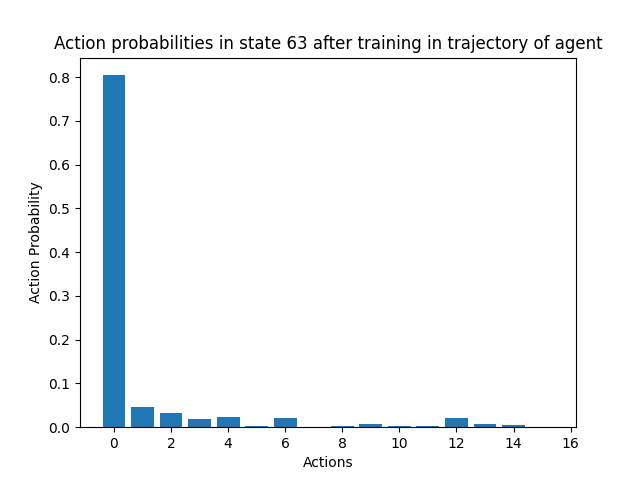 Action probabilities in state 63 after training in trajectory of agent
0.8
0.7
0.6
0.5
0.4
0.3
0.2
0.1
0.0
Action Probability
0 2 4 6 8 10 12 14 16
Actions